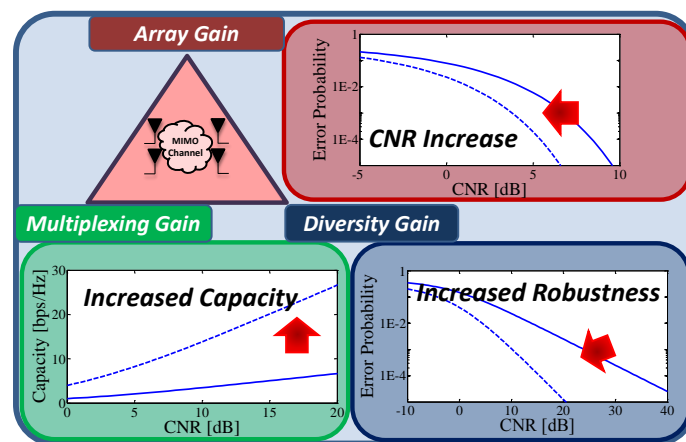 Array Gain
MIMO
Channel
Error Probability
1
1E-2
1E-4
CNR Increase
-5
0
5
10
CNR [dB]
Multiplexing Gain
Diversity Gain
Capacity [bps/Hz]
30
20
10
0
Increased Capacity
0
5
10
15
20
CNR [dB]
Error Probability
1
1E-2
1E-4
Increased Robustness
-10
0
10
20
30
40
CNR [dB]